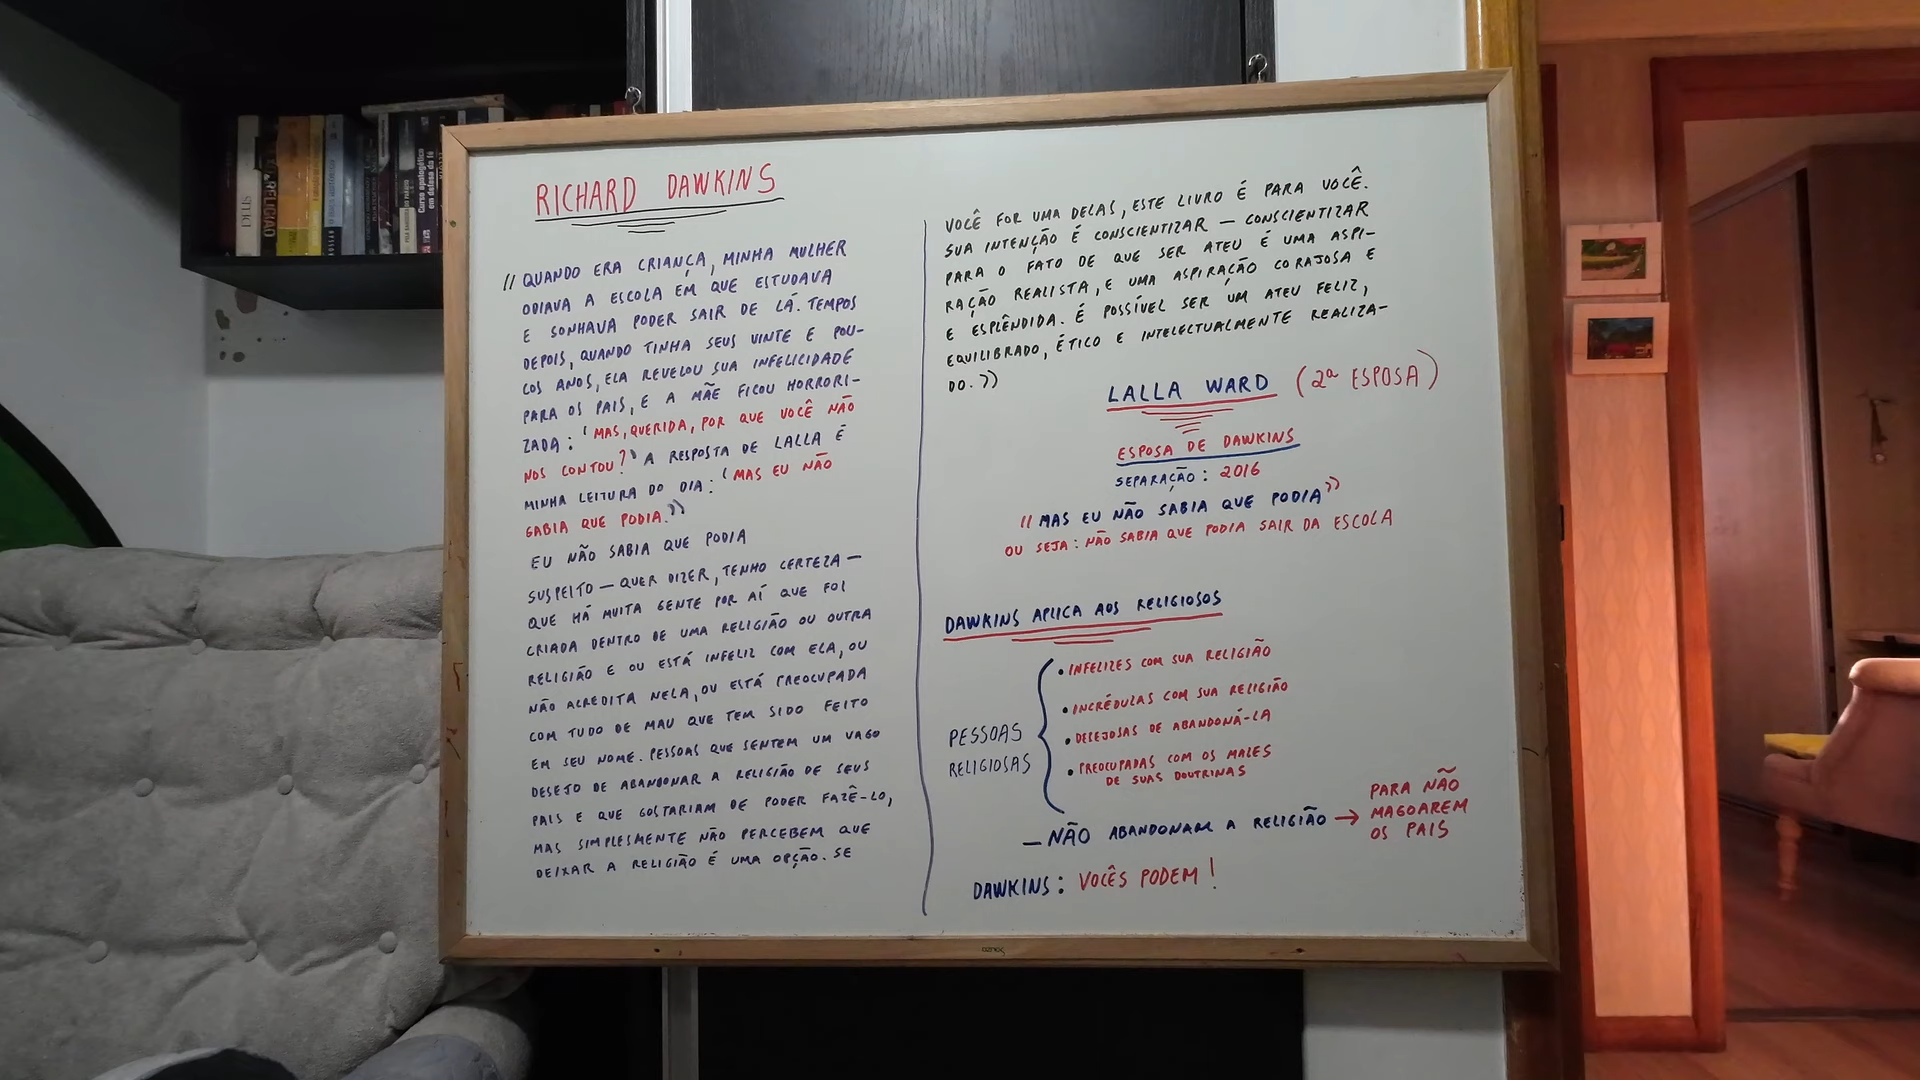 RICHARD DAWKINS
"QUANDO ERA CRIANÇA, MINHA MULHER
ODIAVA A ESCOLA EM QUE ESTUDAVA
E SONHAVA PODER SAIR DE LÁ. TEMPOS
DEPOIS, QUANDO TINHA SEUS VINTE E POU-
COS ANOS, ELA REVELOU SUA INFELICIDADE
PARA OS PAIS, E A MÃE FICOU HORRORI-
ZADA: 'MAS, QUERIDA, POR QUE VOCÊ NÃO
NOS CONTOU?' A RESPOSTA DE LALLA É
MINHA LEITURA DO DIA: 'MAS EU NÃO
SABIA QUE PODIA.'"
EU NÃO SABIA QUE PODIA
SUSPEITO — QUER DIZER, TENHO CERTEZA —
QUE HÁ MUITA GENTE POR AÍ QUE FOI
CRIADA DENTRO DE UMA RELIGIÃO OU OUTRA
RELIGIÃO E OU ESTÁ INFELIZ COM ELA, OU
NÃO ACREDITA NELA, OU ESTÁ PREOCUPADA
COM TUDO DE MAU QUE TEM SIDO FEITO
EM SEU NOME. PESSOAS QUE SENTEM UM VAGO
DESEJO DE ABANDONAR A RELIGIÃO DE SEUS
PAIS E QUE GOSTARIAM DE PODER FAZÊ-LO,
MAS SIMPLESMENTE NÃO PERCEBEM QUE
DEIXAR A RELIGIÃO É UMA OPÇÃO. SE
VOCÊ FOR UMA DELAS, ESTE LIVRO É PARA VOCÊ.
SUA INTENÇÃO É CONSCIENTIZAR — CONSCIENTIZAR
PARA O FATO DE QUE SER ATEU É UMA ASPI-
RAÇÃO REALISTA, E UMA ASPIRAÇÃO CORAJOSA E
E ESPLÊNDIDA. É POSSÍVEL SER UM ATEU FELIZ,
EQUILIBRADO, ÉTICO E INTELECTUALMENTE REALIZA-
DO."
LALLA WARD (2ª ESPOSA)
ESPOSA DE DAWKINS
SEPARAÇÃO: 2016
"MAS EU NÃO SABIA QUE PODIA"
OU SEJA: NÃO SABIA QUE PODIA SAIR DA ESCOLA
DAWKINS APLICA AOS RELIGIOSOS
PESSOAS
RELIGIOSAS
• INFELIZES COM SUA RELIGIÃO
• INCRÉDULAS COM SUA RELIGIÃO
• DESEJOSAS DE ABANDONÁ-LA
• PREOCUPADAS COM OS MALES
DE SUAS DOUTRINAS
— NÃO ABANDONAM A RELIGIÃO → PARA NÃO
MAGOAREM
OS PAIS
DAWKINS: VOCÊS PODEM!
RELIGIÃO
Curso apologético
em defesa da fé